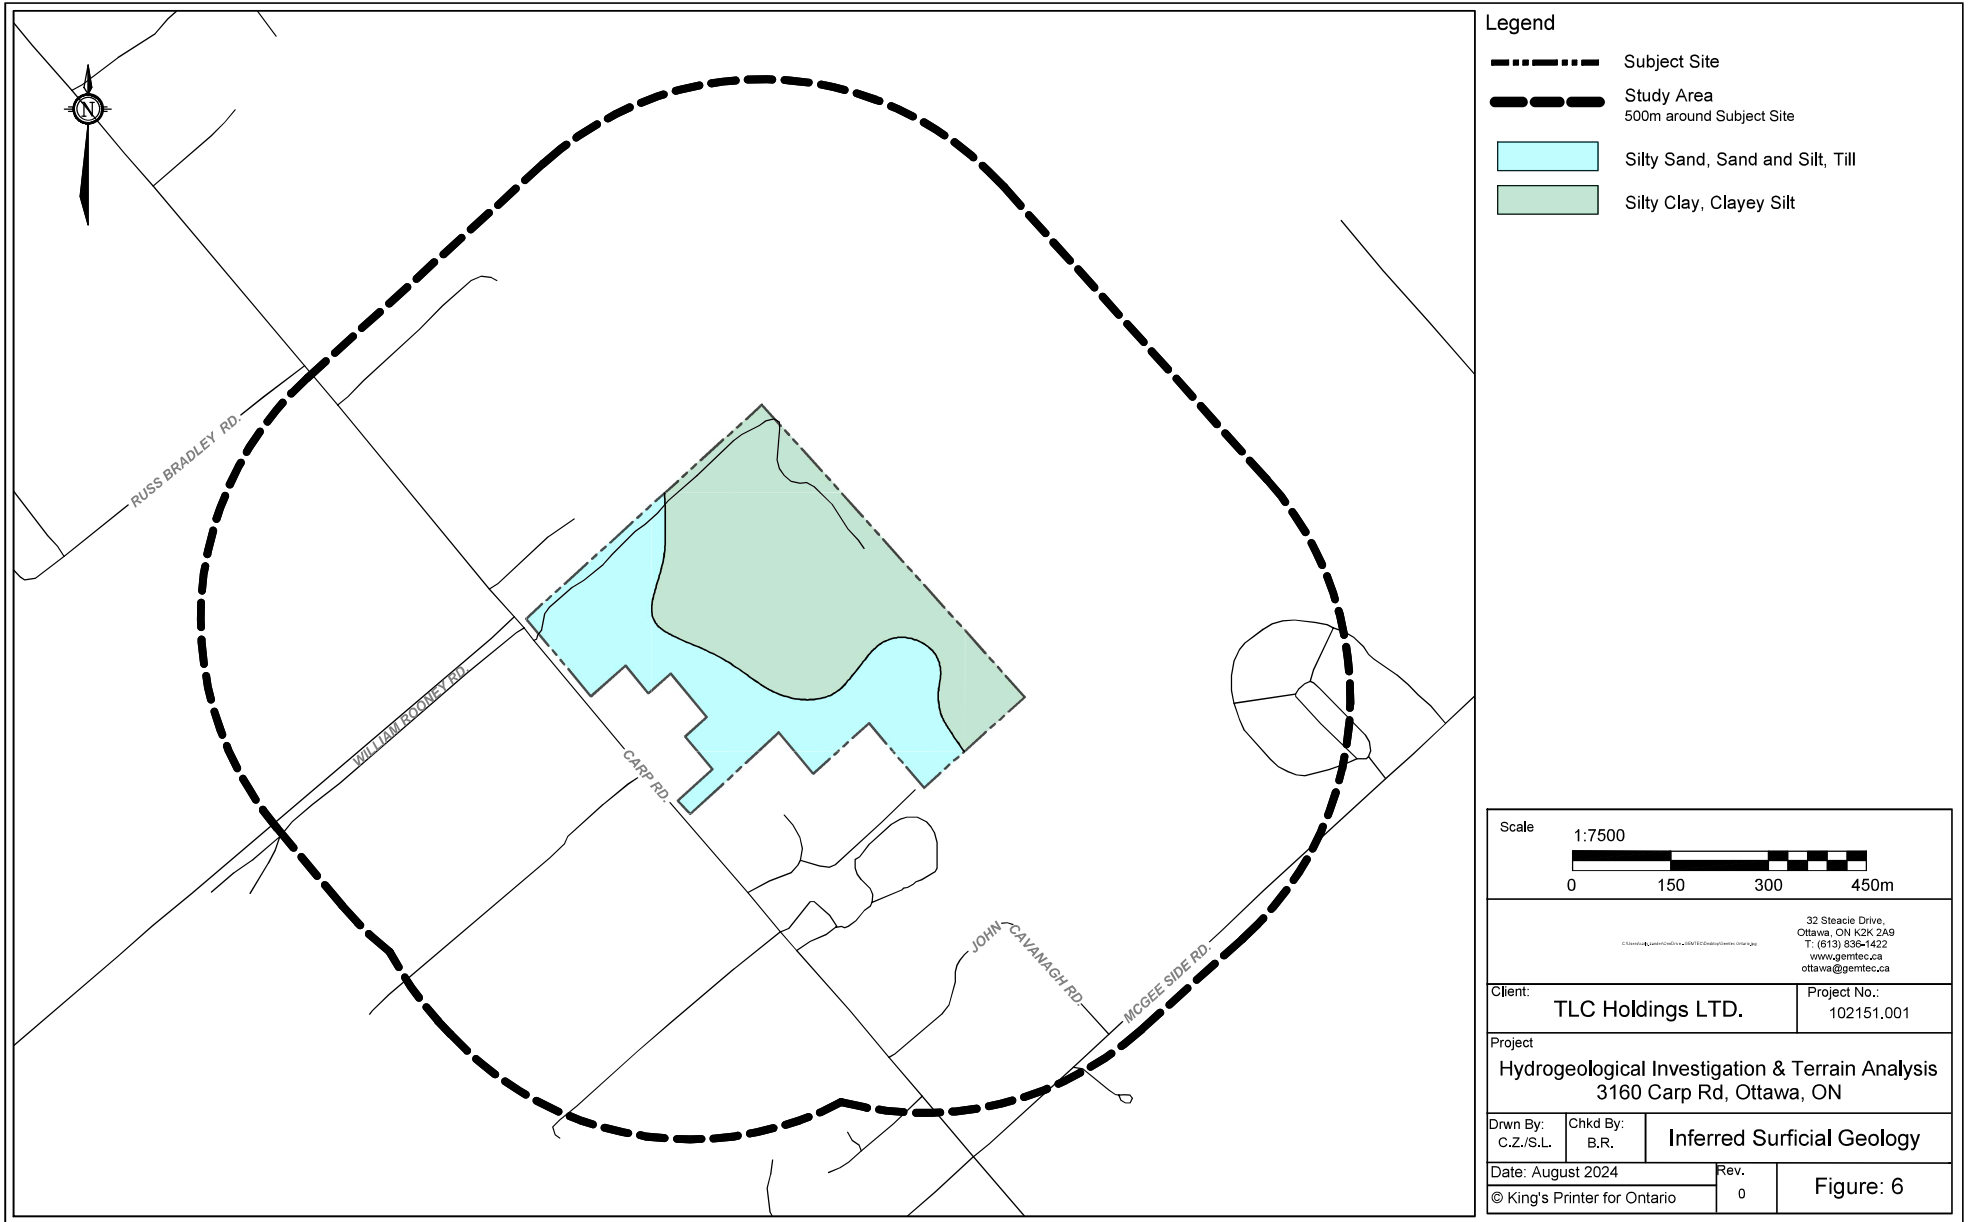 N
RUSS BRADLEY RD.
WILLIAM ROONEY RD.
CARP RD.
JOHN CAVANAGH RD.
MCGEE SIDE RD.
Legend
Subject Site
Study Area
500m around Subject Site
Silty Sand, Sand and Silt, Till
Silty Clay, Clayey Silt
Scale
1:7500
0 150 300 450m
32 Steacie Drive,
Ottawa, ON K2K 2A9
T: (613) 836-1422
www.gemtec.ca
ottawa@gemtec.ca
Client:
TLC Holdings LTD.
Project No.:
102151.001
Project
Hydrogeological Investigation & Terrain Analysis
3160 Carp Rd, Ottawa, ON
Drwn By:
C.Z./S.L.
Chkd By:
B.R.
Inferred Surficial Geology
Date: August 2024
© King's Printer for Ontario
Rev.
0
Figure: 6